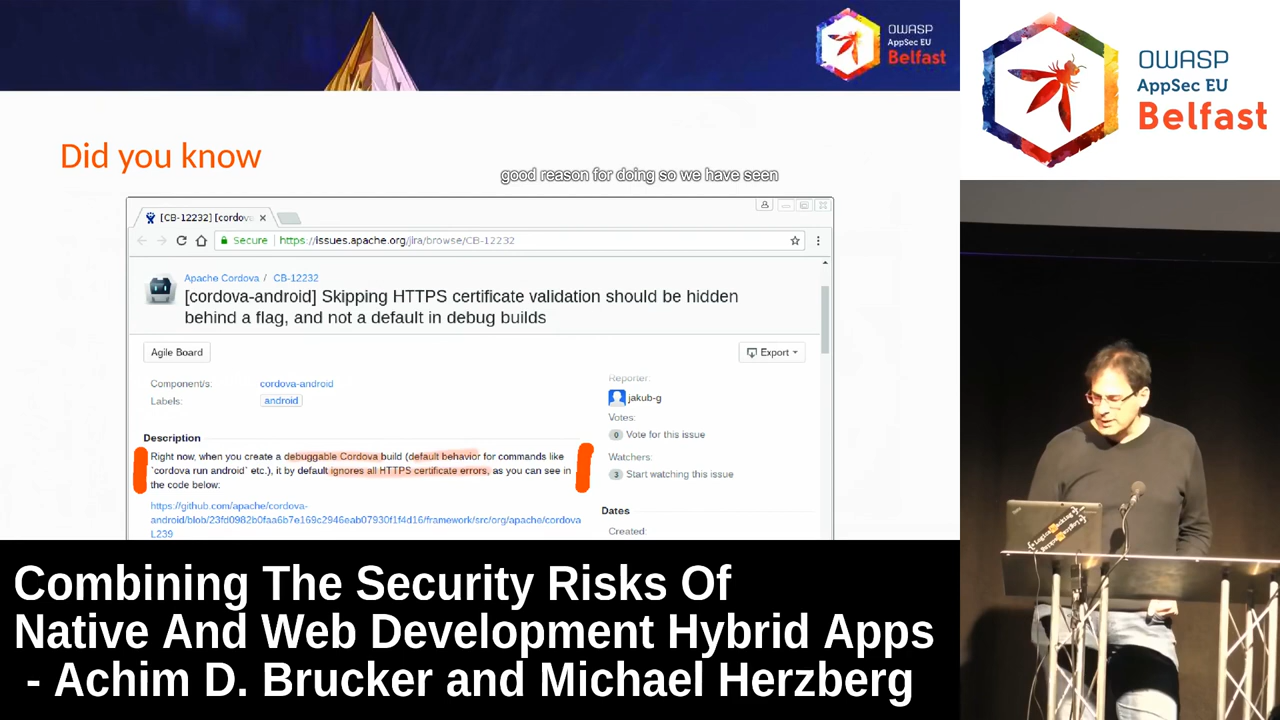 OWASP
AppSec EU
Belfast
OWASP
AppSec EU
Belfast
Did you know
good reason for doing so we have seen
[CB-12232] [cordov
Secure
https://issues.apache.org/jira/browse/CB-12232
Apache Cordova / CB-12232
[cordova-android] Skipping HTTPS certificate validation should be hidden
behind a flag, and not a default in debug builds
Agile Board
Export
Component/s: cordova-android
Labels: android
Reporter:
jakub-g
Votes:
0 Vote for this issue
Watchers:
3 Start watching this issue
Description
Right now, when you create a debuggable Cordova build (default behavior for commands like
`cordova run android` etc.), it by default ignores all HTTPS certificate errors, as you can see in
the code below:
https://github.com/apache/cordova-
android/blob/23fd0982b0faa6b7e169c2946eab07930f1f4d16/framework/src/org/apache/cordova
L239
Dates
Created:
Combining The Security Risks Of
Native And Web Development Hybrid Apps
- Achim D. Brucker and Michael Herzberg